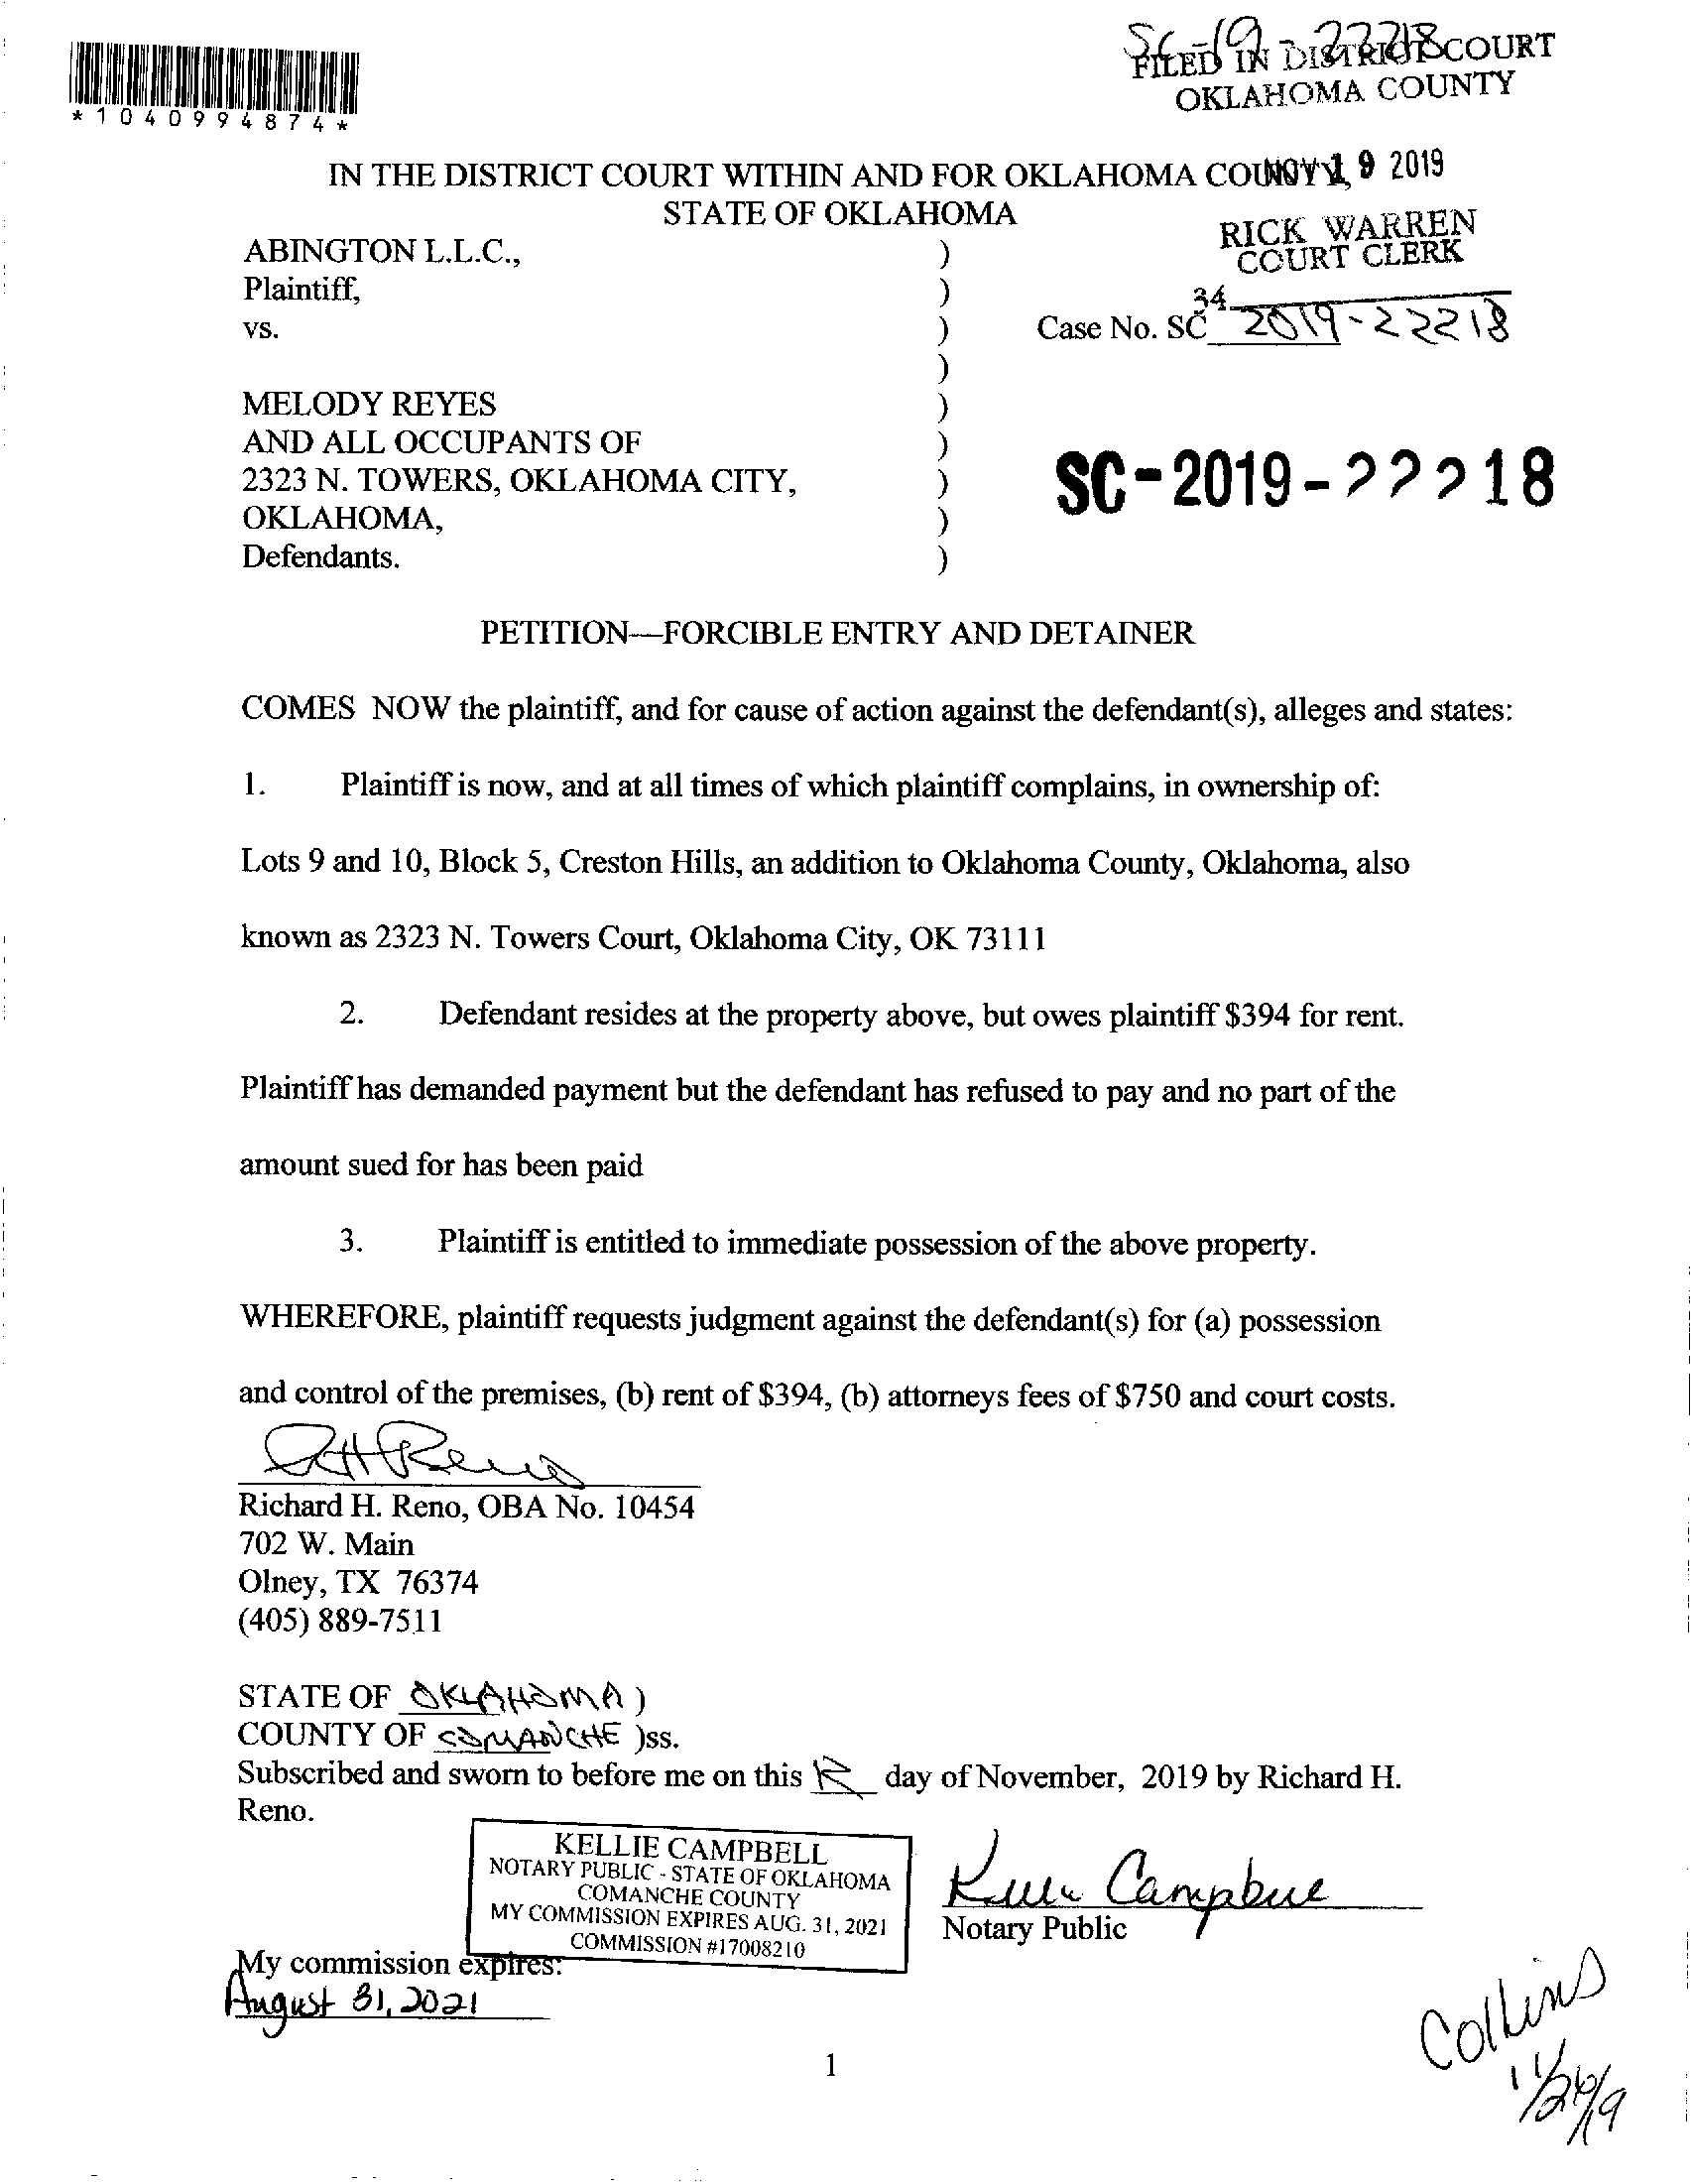 SC-19-22218
FILED IN DISTRICT COURT
OKLAHOMA COUNTY
*1040994874*
IN THE DISTRICT COURT WITHIN AND FOR OKLAHOMA COUNTY,
NOV 19 2019
STATE OF OKLAHOMA
RICK WARREN
COURT CLERK
34
ABINGTON L.L.C., )
Plaintiff, )
vs. ) Case No. SC 2019-22218
)
MELODY REYES )
AND ALL OCCUPANTS OF )
2323 N. TOWERS, OKLAHOMA CITY, )
OKLAHOMA, )
Defendants. )
SC-2019-22218
PETITION—FORCIBLE ENTRY AND DETAINER
COMES NOW the plaintiff, and for cause of action against the defendant(s), alleges and states:
1. Plaintiff is now, and at all times of which plaintiff complains, in ownership of:
Lots 9 and 10, Block 5, Creston Hills, an addition to Oklahoma County, Oklahoma, also
known as 2323 N. Towers Court, Oklahoma City, OK 73111
2. Defendant resides at the property above, but owes plaintiff $394 for rent.
Plaintiff has demanded payment but the defendant has refused to pay and no part of the
amount sued for has been paid
3. Plaintiff is entitled to immediate possession of the above property.
WHEREFORE, plaintiff requests judgment against the defendant(s) for (a) possession
and control of the premises, (b) rent of $394, (b) attorneys fees of $750 and court costs.
Richard H. Reno, OBA No. 10454
702 W. Main
Olney, TX 76374
(405) 889-7511
STATE OF OKLAHOMA )
COUNTY OF COMANCHE )ss.
Subscribed and sworn to before me on this day of November, 2019 by Richard H.
Reno.
KELLIE CAMPBELL
NOTARY PUBLIC - STATE OF OKLAHOMA
COMANCHE COUNTY
MY COMMISSION EXPIRES AUG. 31, 2021
COMMISSION #17008210
Kellie Campbell
Notary Public
My commission expires:
August 31, 2021
1
Collins
11/26/19